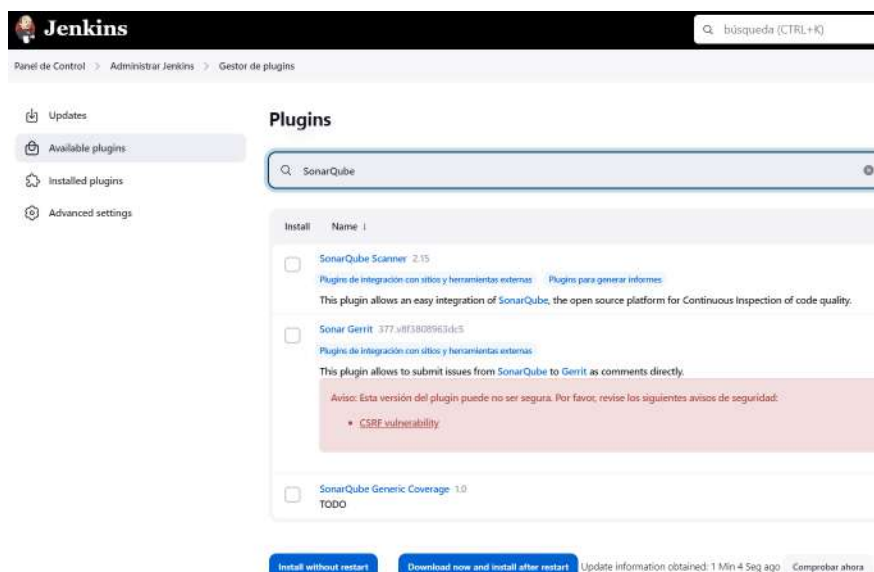 Jenkins
búsqueda (CTRL+K)
Panel de Control > Administrar Jenkins > Gestor de plugins
Updates
Available plugins
Installed plugins
Advanced settings
Plugins
SonarQube
Install Name ↓
SonarQube Scanner 2.15
Plugins de integración con sitios y herramientas externas Plugins para generar informes
This plugin allows an easy integration of SonarQube, the open source platform for Continuous Inspection of code quality.
Sonar Gerrit 377.v8f3808963dc5
Plugins de integración con sitios y herramientas externas
This plugin allows to submit issues from SonarQube to Gerrit as comments directly.
Aviso: Esta versión del plugin puede no ser segura. Por favor, revise los siguientes avisos de seguridad:
• CSRF vulnerability
SonarQube Generic Coverage 1.0
TODO
Install without restart Download now and install after restart Update information obtained: 1 Min 4 Seg ago Comprobar ahora